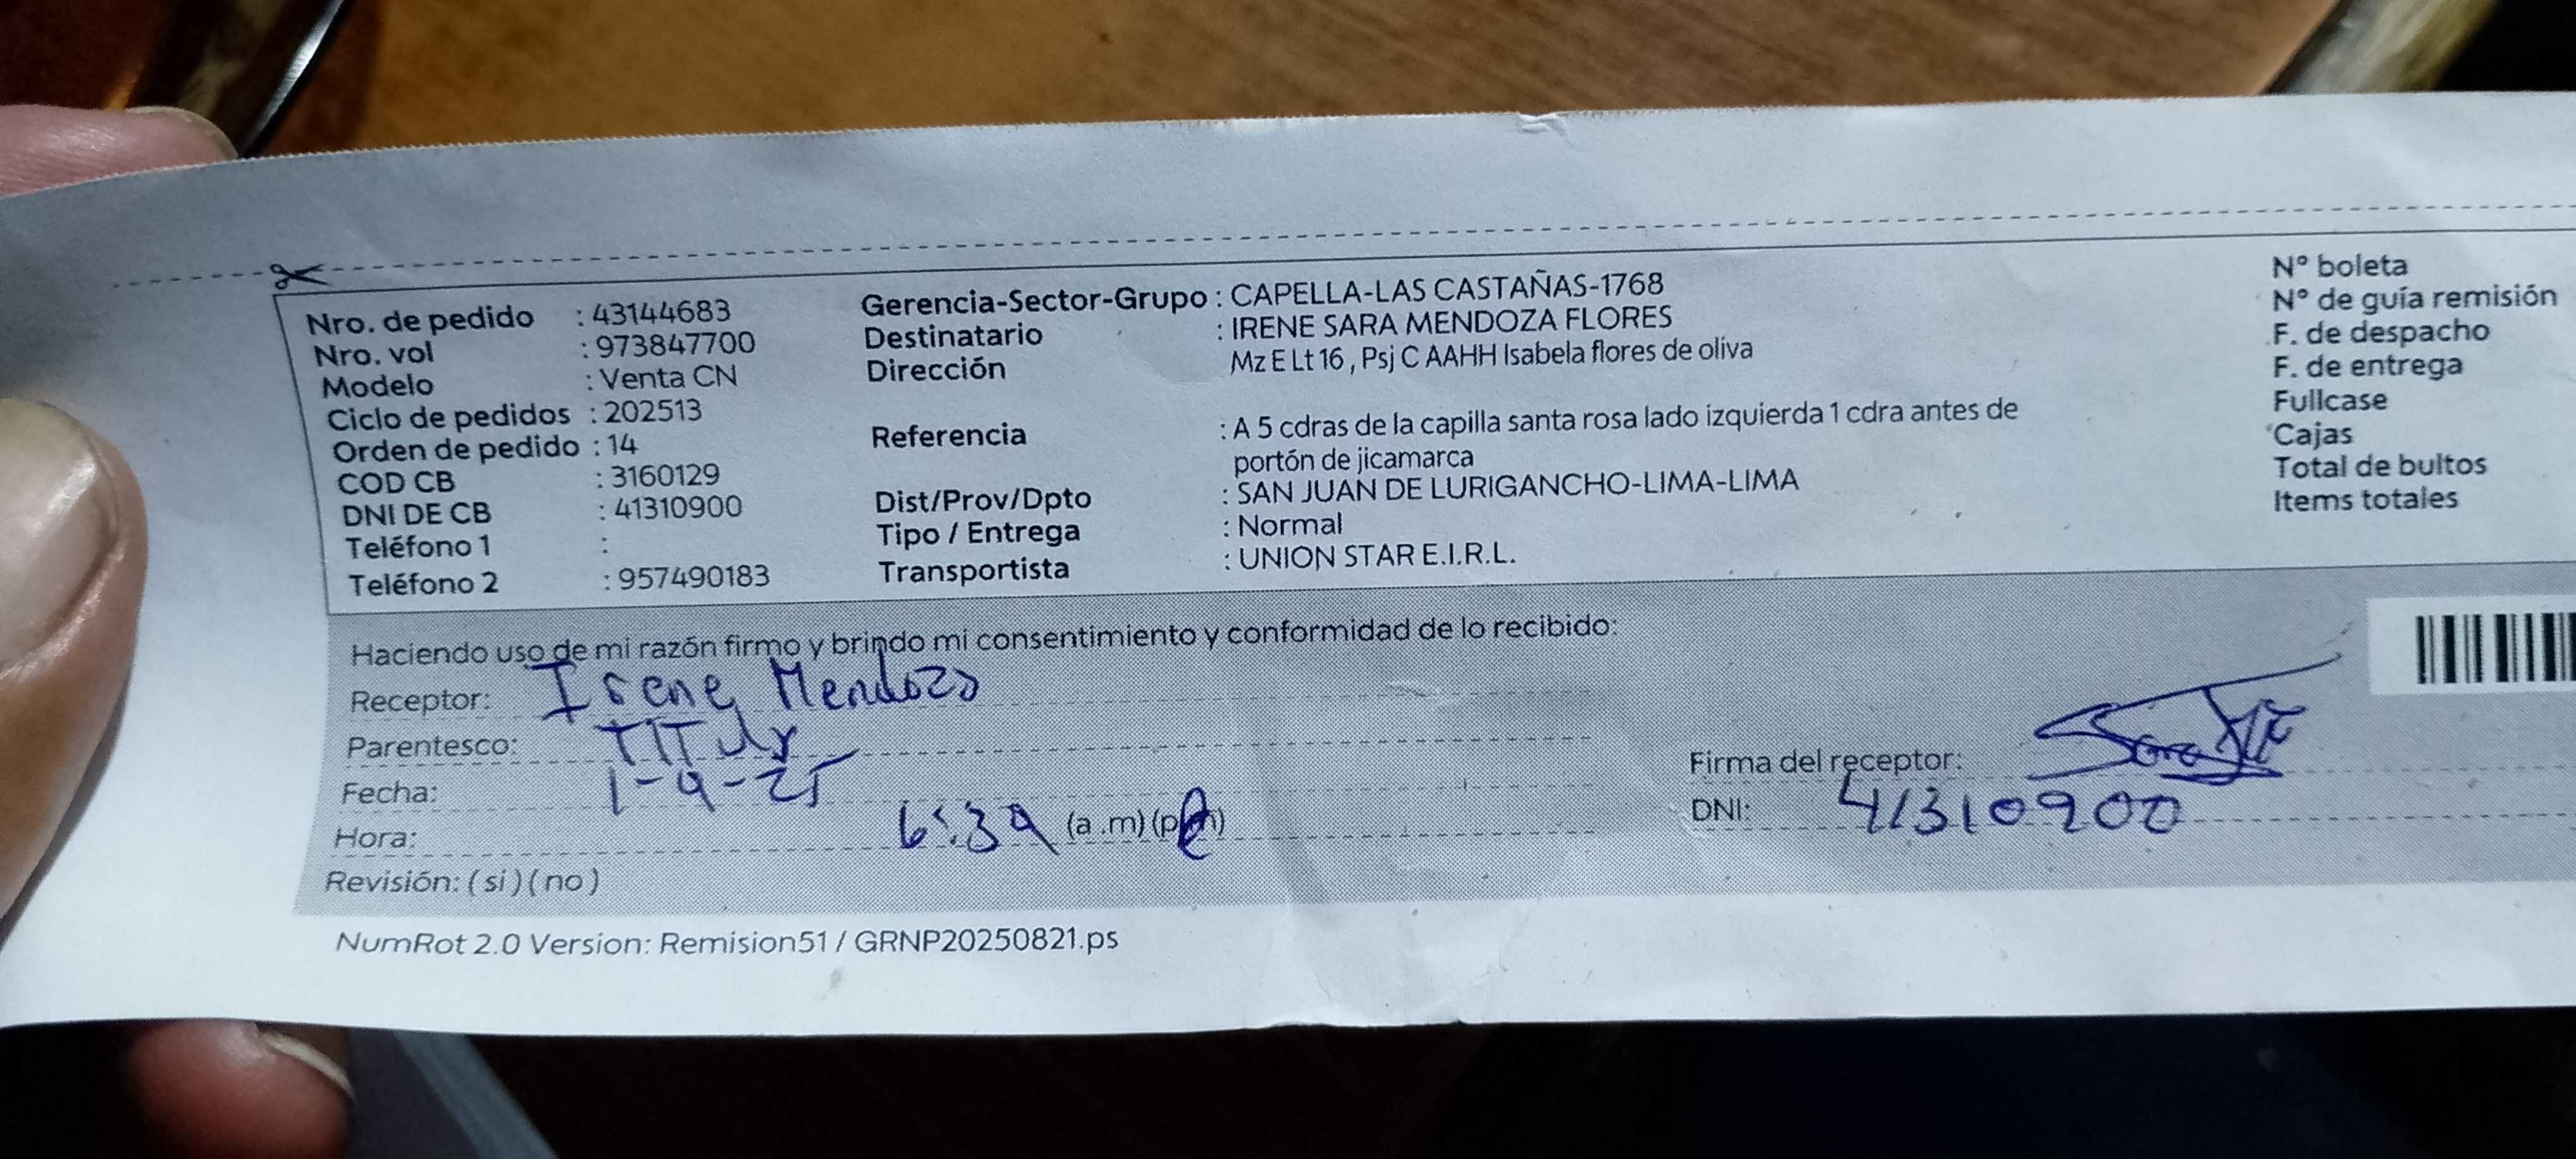 Nro. de pedido : 43144683
Nro. vol : 973847700
Modelo : Venta CN
Ciclo de pedidos : 202513
Orden de pedido : 14
COD CB : 3160129
DNI DE CB : 41310900
Teléfono 1 :
Teléfono 2 : 957490183
Gerencia-Sector-Grupo : CAPELLA-LAS CASTAÑAS-1768
Destinatario : IRENE SARA MENDOZA FLORES
Dirección Mz E Lt 16 , Psj C AAHH Isabela flores de oliva
Referencia : A 5 cdras de la capilla santa rosa lado izquierda 1 cdra antes de
portón de jicamarca
Dist/Prov/Dpto : SAN JUAN DE LURIGANCHO-LIMA-LIMA
Tipo / Entrega : Normal
Transportista : UNION STAR E.I.R.L.
N° boleta
N° de guía remisión
F. de despacho
F. de entrega
Fullcase
Cajas
Total de bultos
Items totales
Haciendo uso de mi razón firmo y brindo mi consentimiento y conformidad de lo recibido:
Receptor: Irene Mendoza
Parentesco: TITular
Fecha: 1-9-25
Hora: 6:39 (a .m) (p.m)
Revisión: ( si ) ( no )
Firma del receptor:
DNI: 41310900
NumRot 2.0 Version: Remision51 / GRNP20250821.ps